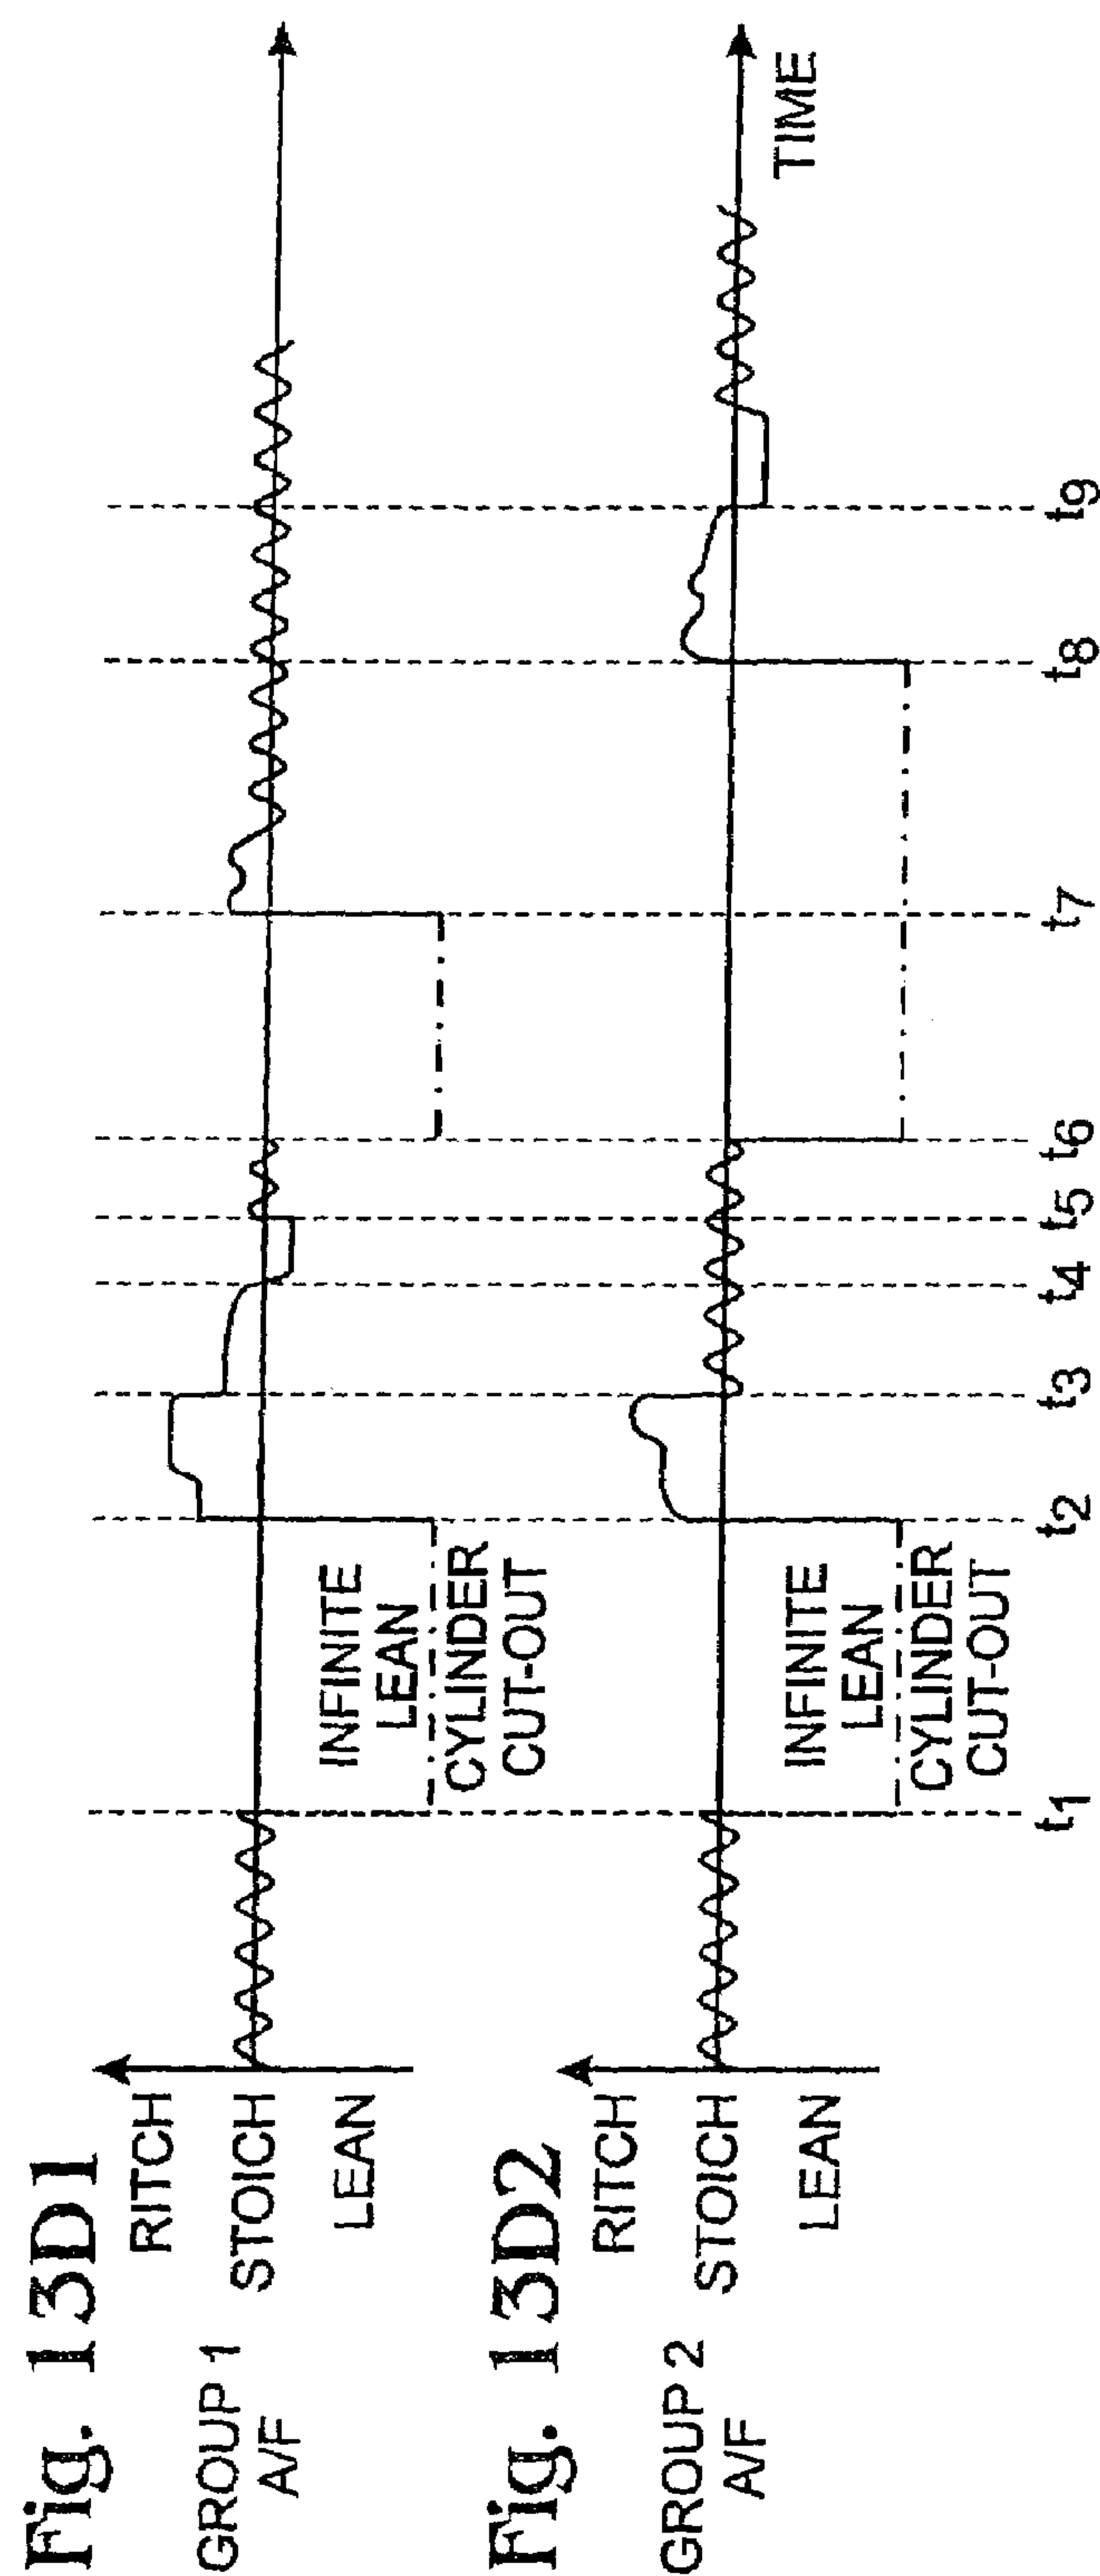 Fig. 13D1
RITCH
GROUP 1
A/F
STOICH
LEAN
INFINITE
LEAN
CYLINDER
CUT-OUT
Fig. 13D2
RITCH
GROUP 2
A/F
STOICH
LEAN
INFINITE
LEAN
CYLINDER
CUT-OUT
TIME
t1
t2
t3
t4
t5
t6
t7
t8
t9